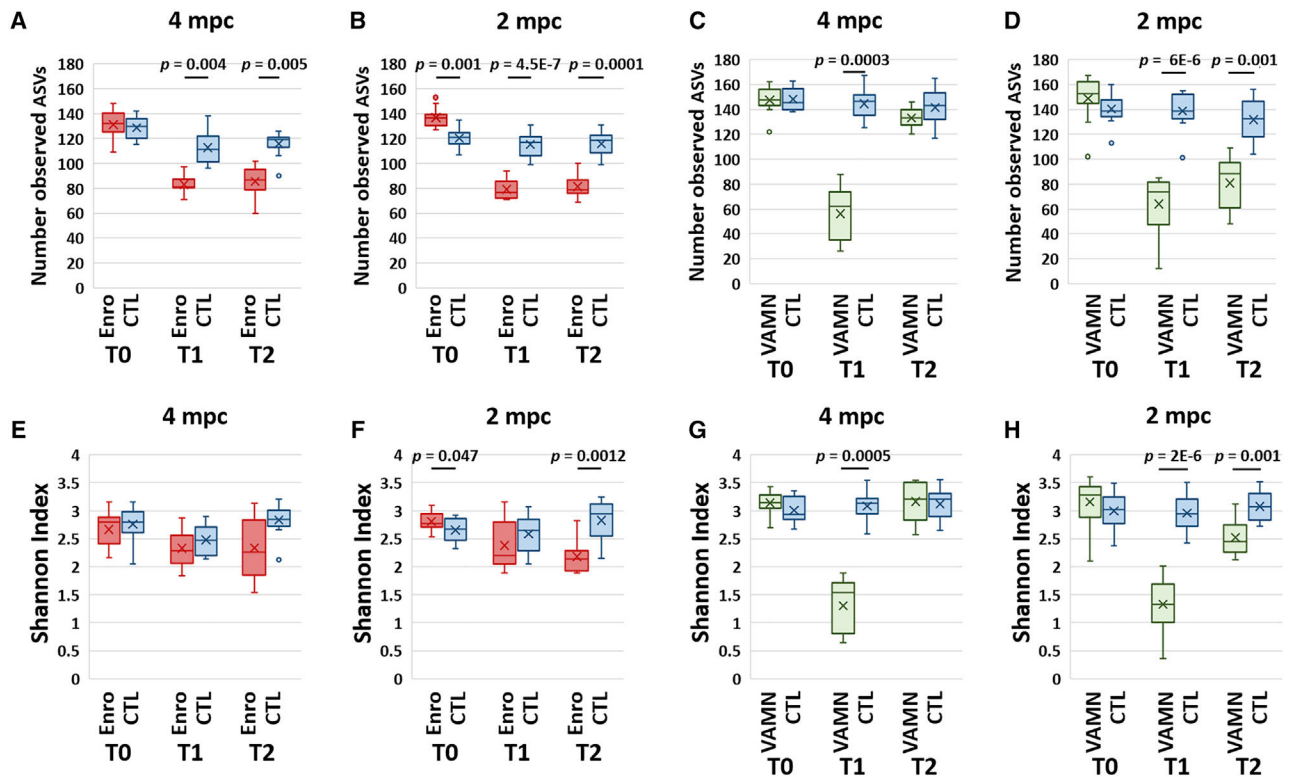 A 4 mpc
B 2 mpc
C 4 mpc
D 2 mpc
Number observed ASVs
180
160
140
120
100
80
60
40
20
0
p = 0.004
p = 0.005
Enro
CTL
Enro
CTL
Enro
CTL
T0 T1 T2
Number observed ASVs
180
160
140
120
100
80
60
40
20
0
p = 0.001
p = 4.5E-7
p = 0.0001
Enro
CTL
Enro
CTL
Enro
CTL
T0 T1 T2
Number observed ASVs
180
160
140
120
100
80
60
40
20
0
p = 0.0003
VAMN
CTL
VAMN
CTL
VAMN
CTL
T0 T1 T2
Number observed ASVs
180
160
140
120
100
80
60
40
20
0
p = 6E-6
p = 0.001
VAMN
CTL
VAMN
CTL
VAMN
CTL
T0 T1 T2
E 4 mpc
F 2 mpc
G 4 mpc
H 2 mpc
Shannon Index
4
3.5
3
2.5
2
1.5
1
0.5
0
Enro
CTL
Enro
CTL
Enro
CTL
T0 T1 T2
Shannon Index
4
3.5
3
2.5
2
1.5
1
0.5
0
p = 0.047
p = 0.0012
Enro
CTL
Enro
CTL
Enro
CTL
T0 T1 T2
Shannon Index
4
3.5
3
2.5
2
1.5
1
0.5
0
p = 0.0005
VAMN
CTL
VAMN
CTL
VAMN
CTL
T0 T1 T2
Shannon Index
4
3.5
3
2.5
2
1.5
1
0.5
0
p = 2E-6
p = 0.001
VAMN
CTL
VAMN
CTL
VAMN
CTL
T0 T1 T2